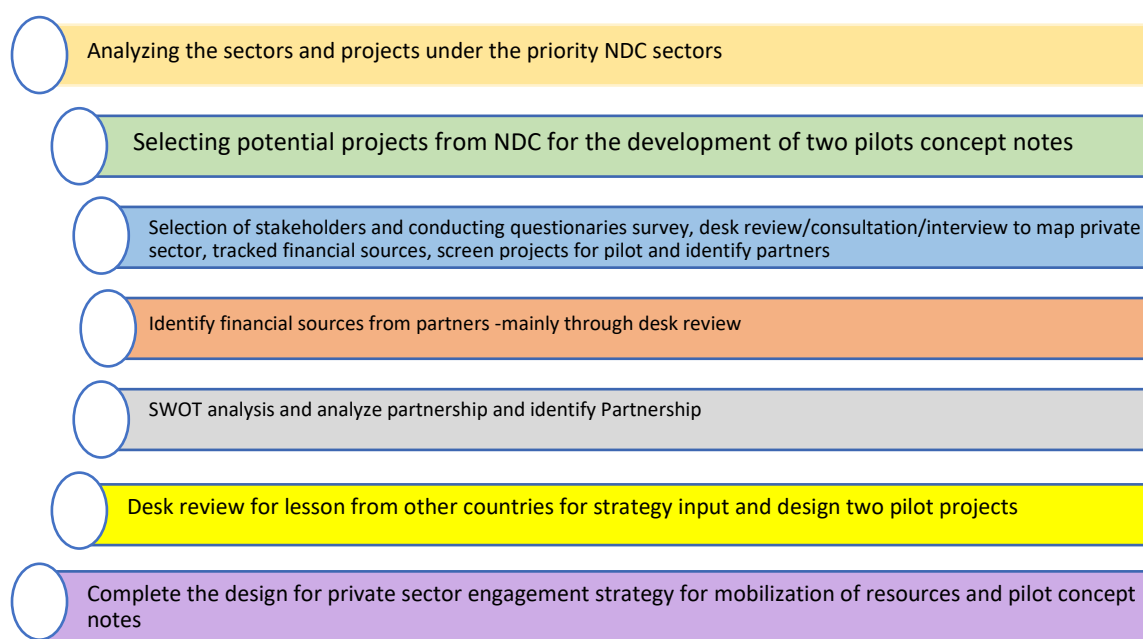 Analyzing the sectors and projects under the priority NDC sectors
Selecting potential projects from NDC for the development of two pilots concept notes
Selection of stakeholders and conducting questionaries survey, desk review/consultation/interview to map private
sector, tracked financial sources, screen projects for pilot and identify partners
Identify financial sources from partners -mainly through desk review
SWOT analysis and analyze partnership and identify Partnership
Desk review for lesson from other countries for strategy input and design two pilot projects
Complete the design for private sector engagement strategy for mobilization of resources and pilot concept
notes